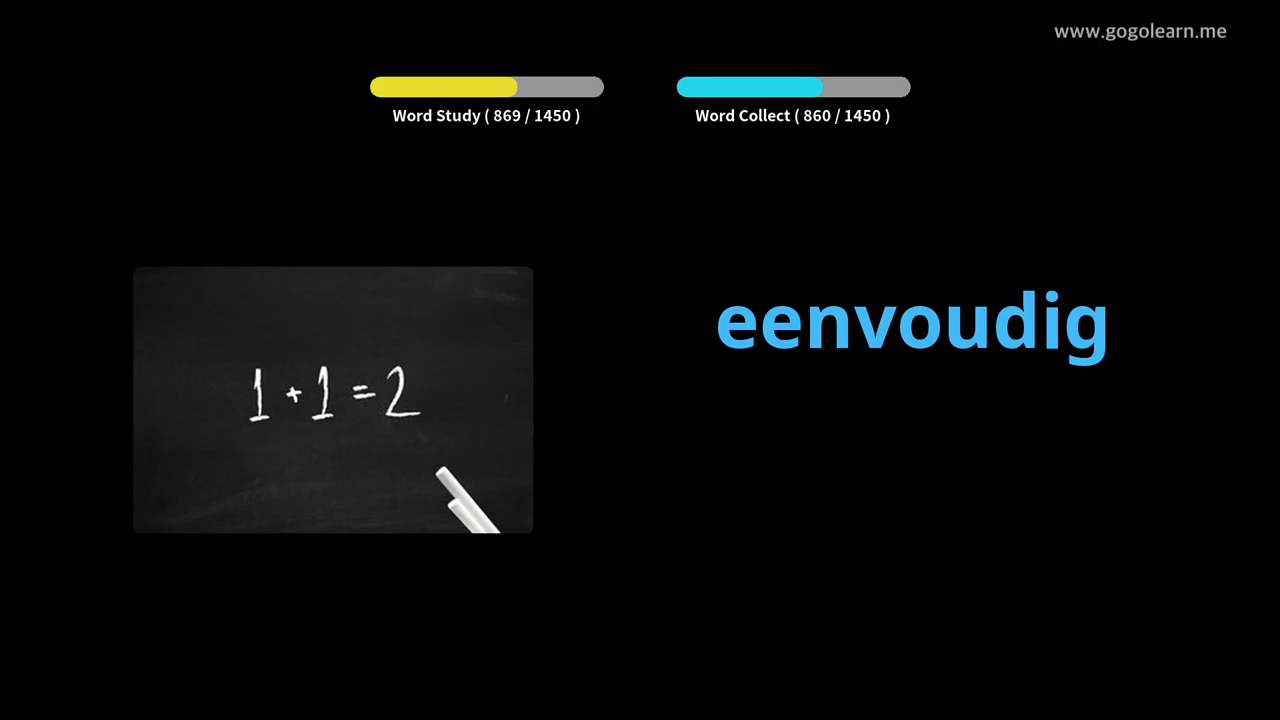 www.gogolearn.me
Word Study ( 869 / 1450 )
Word Collect ( 860 / 1450 )
eenvoudig
1 + 1 = 2